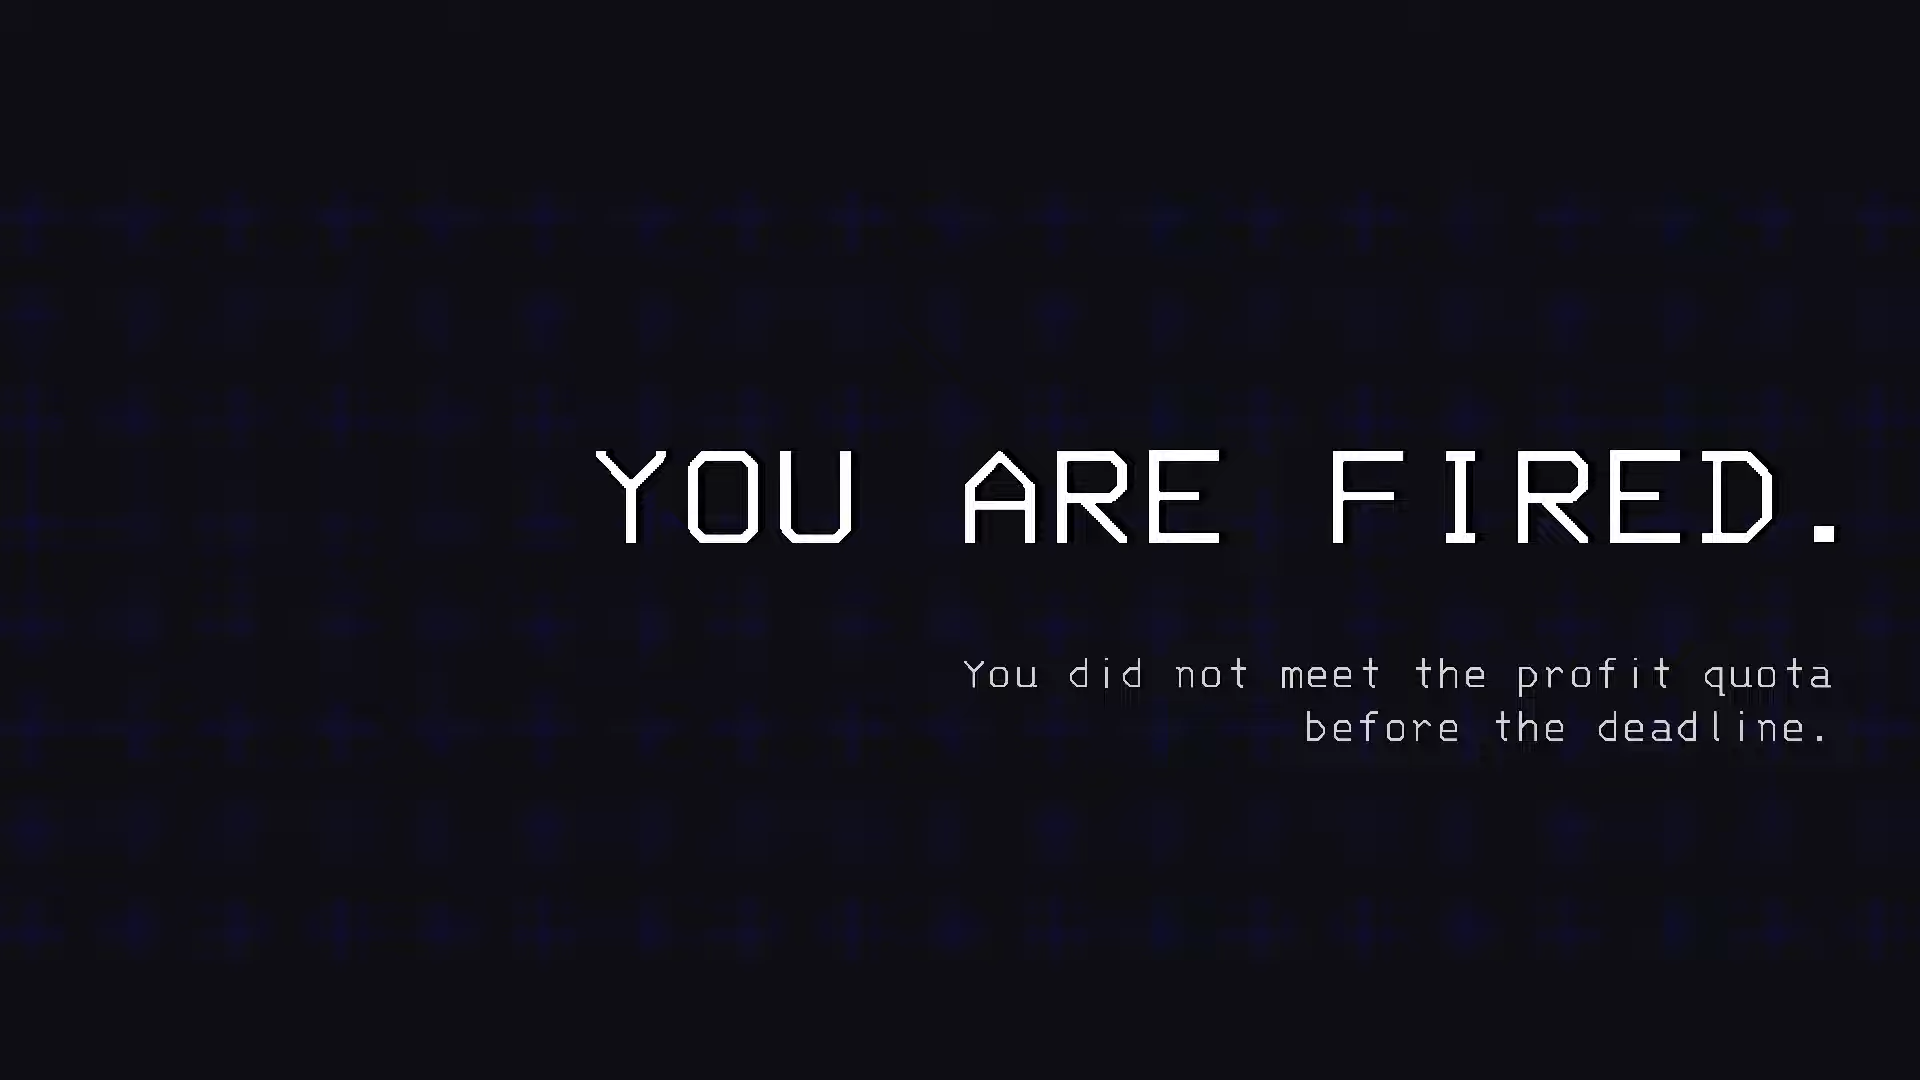 YOU ARE FIRED.
You did not meet the profit quota
before the deadline.